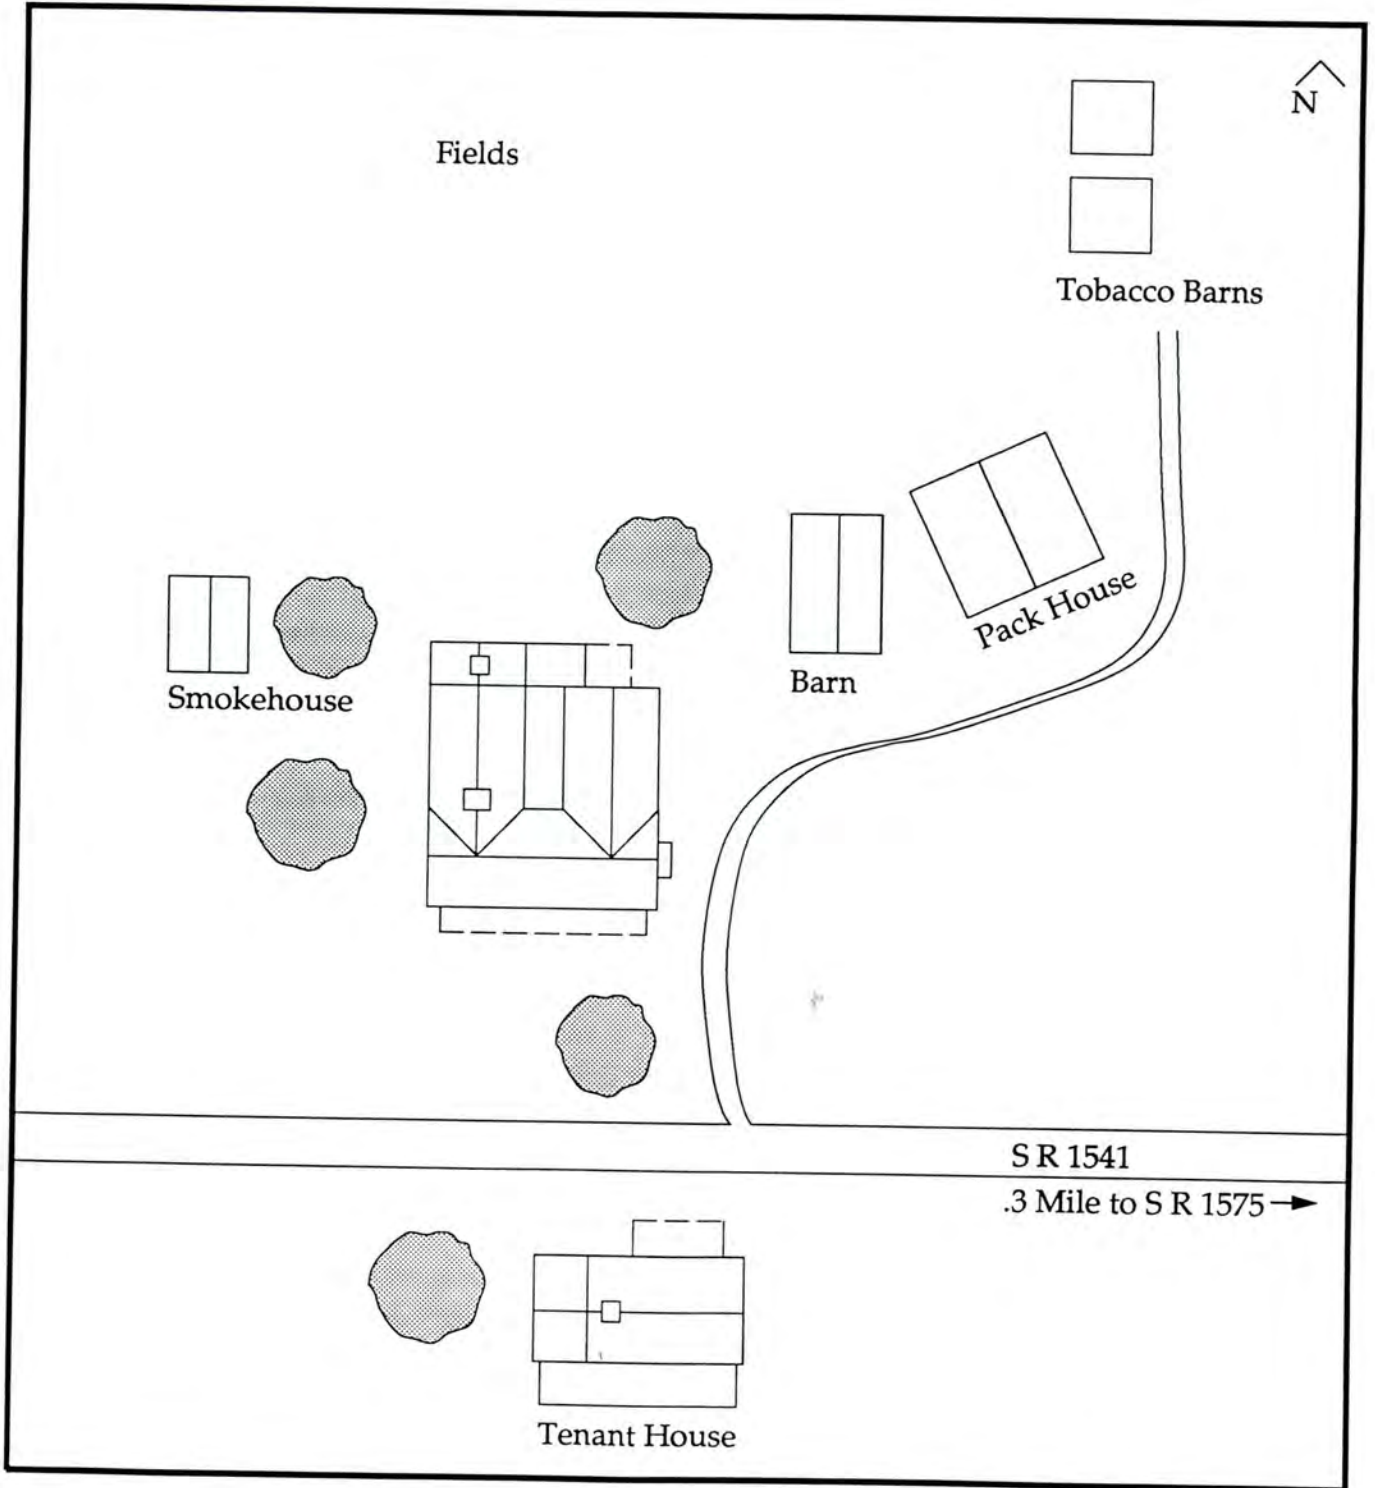 N
Fields
Tobacco Barns
Pack House
Barn
Smokehouse
S R 1541
.3 Mile to S R 1575
Tenant House